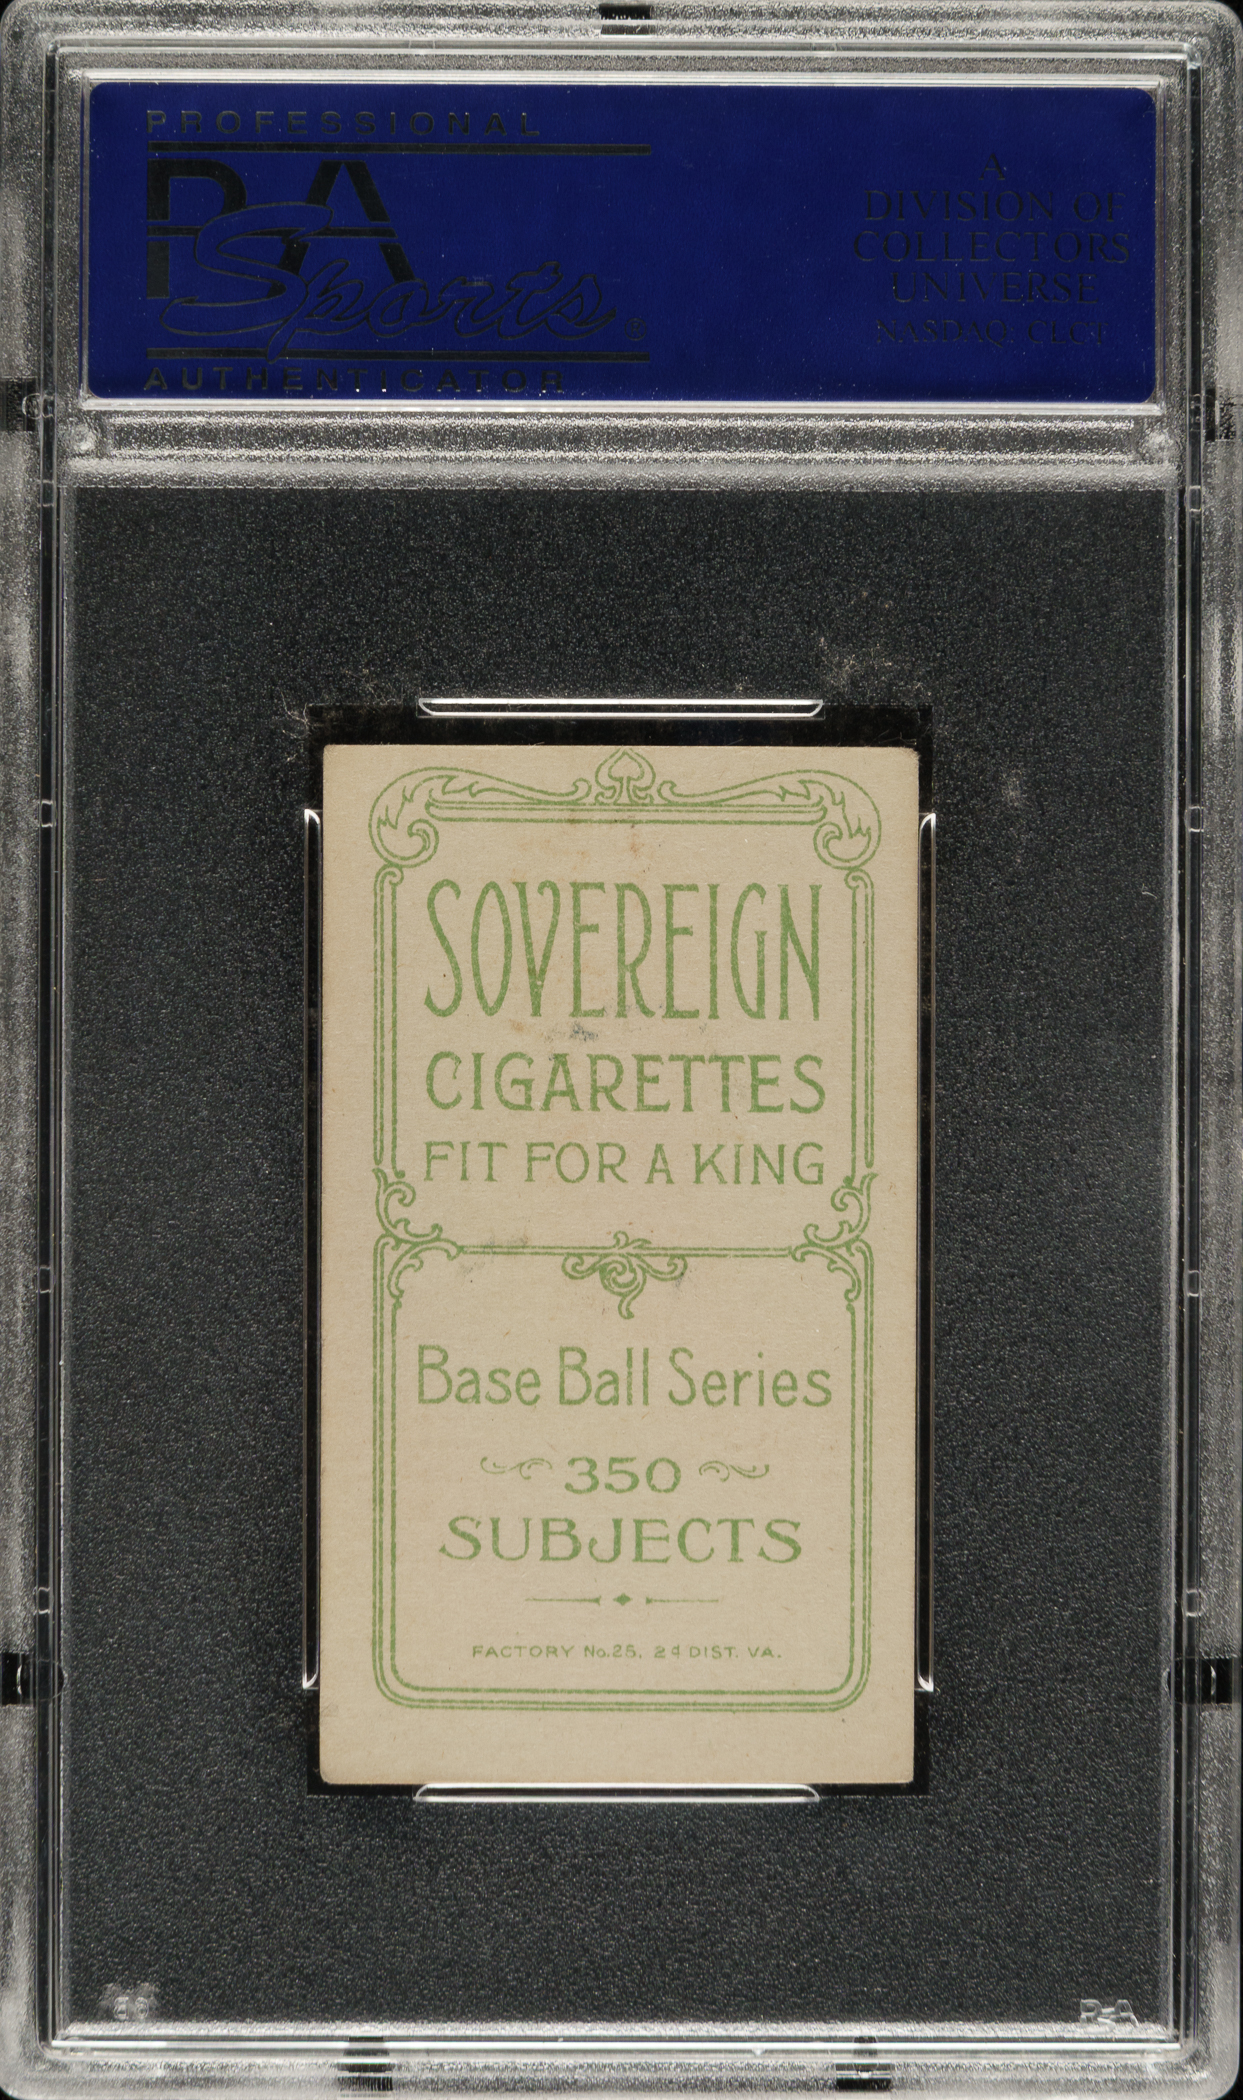 PROFESSIONAL
PSA
Sports ®
AUTHENTICATOR
A
DIVISION OF
COLLECTORS
UNIVERSE
NASDAQ: CLCT
SOVEREIGN
CIGARETTES
FIT FOR A KING
Base Ball Series
350
SUBJECTS
FACTORY No. 25, 2d DIST. VA.
PSA